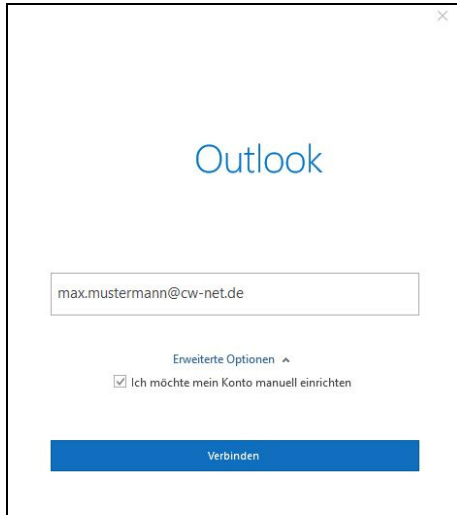 Outlook
max.mustermann@cw-net.de
Erweiterte Optionen
Ich möchte mein Konto manuell einrichten
Verbinden